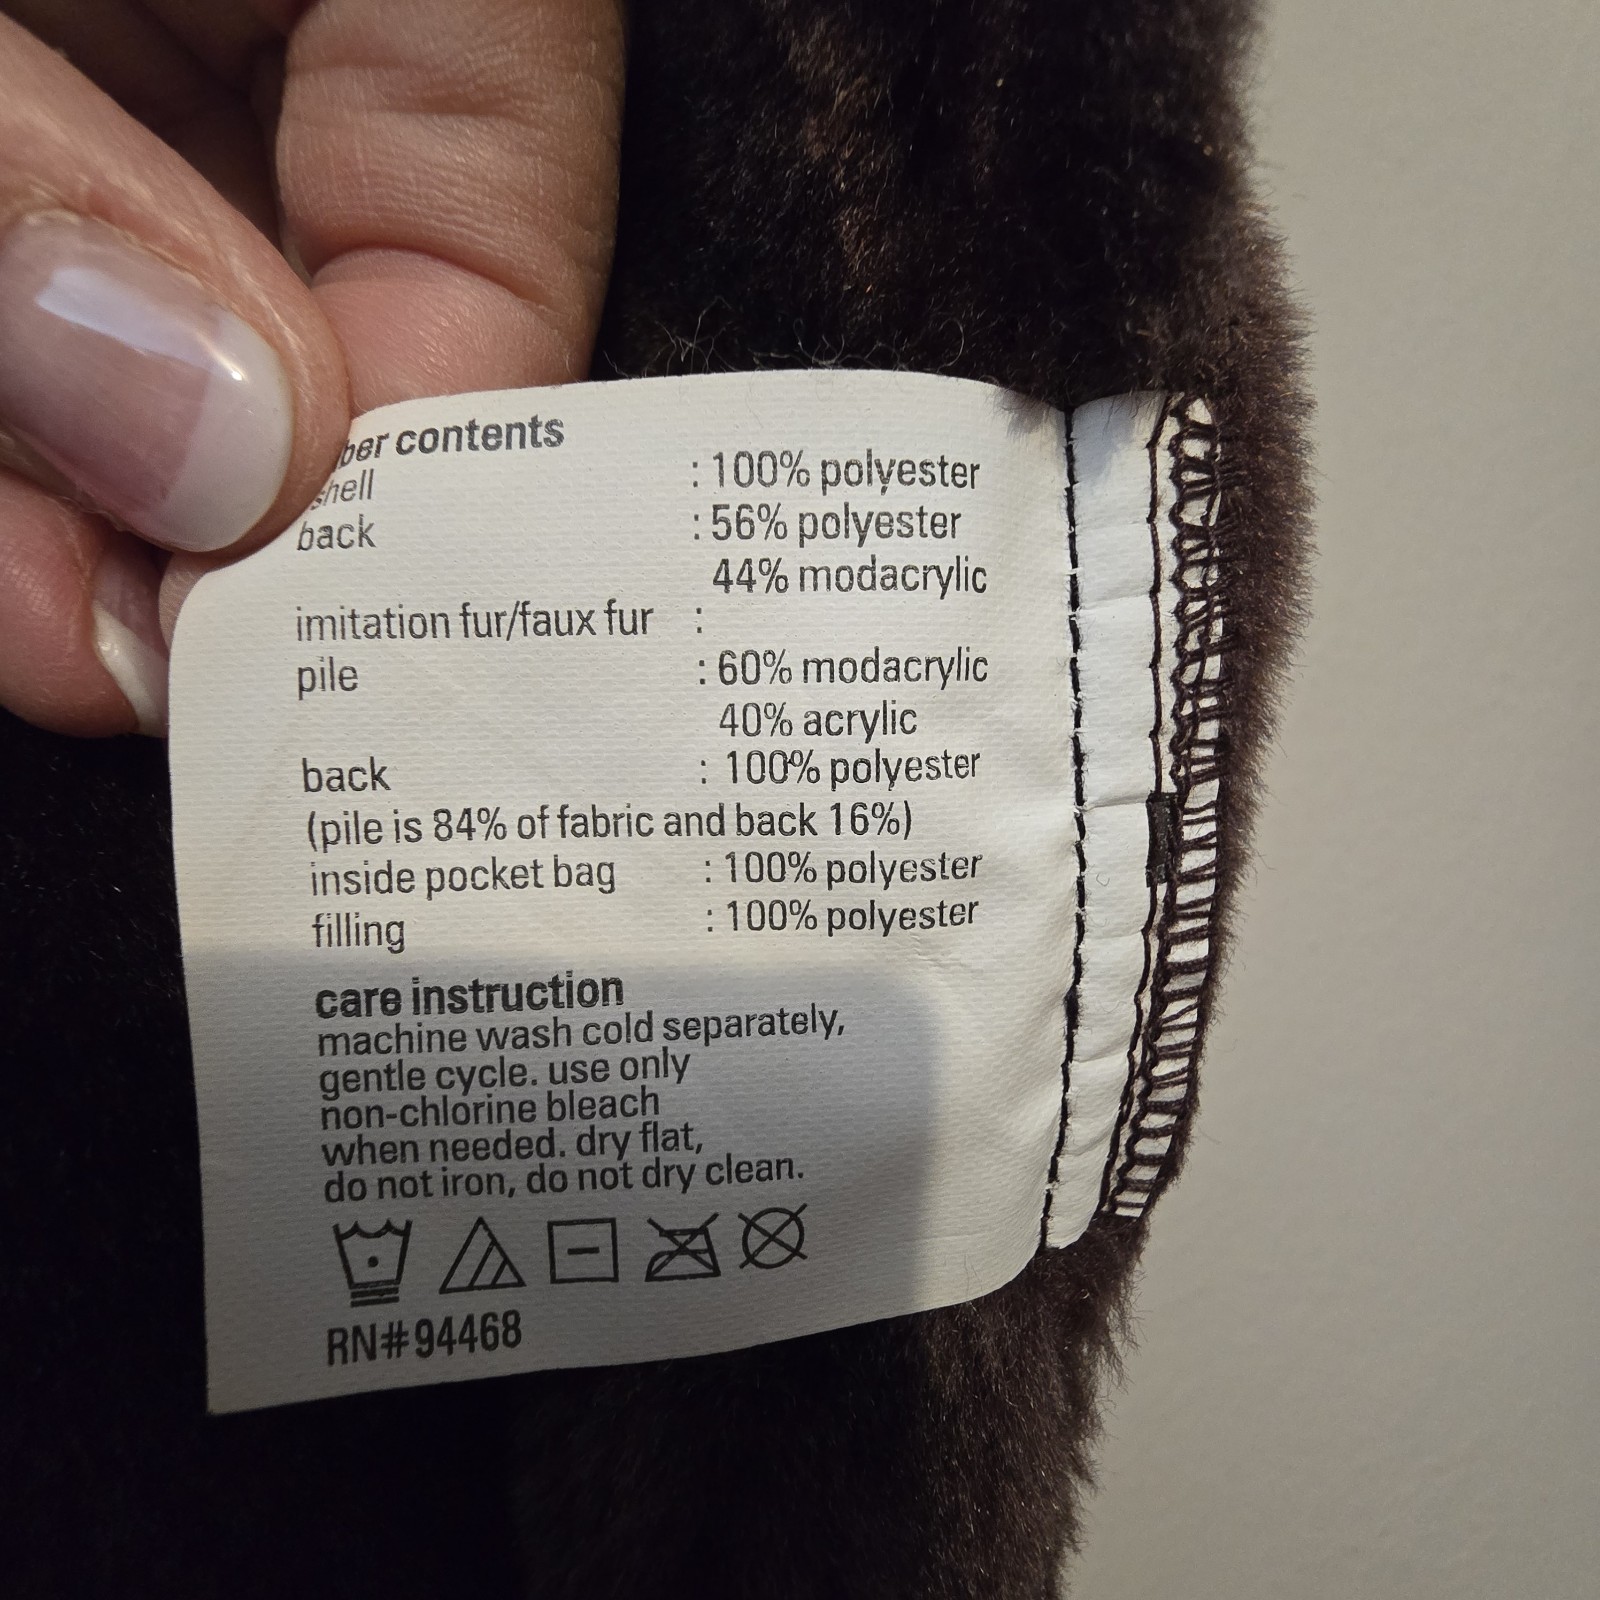 ber contents
shell : 100% polyester
back : 56% polyester
44% modacrylic
imitation fur/faux fur :
pile : 60% modacrylic
40% acrylic
back : 100% polyester
(pile is 84% of fabric and back 16%)
inside pocket bag : 100% polyester
filling : 100% polyester
care instruction
machine wash cold separately,
gentle cycle. use only
non-chlorine bleach
when needed. dry flat,
do not iron, do not dry clean.
RN#94468